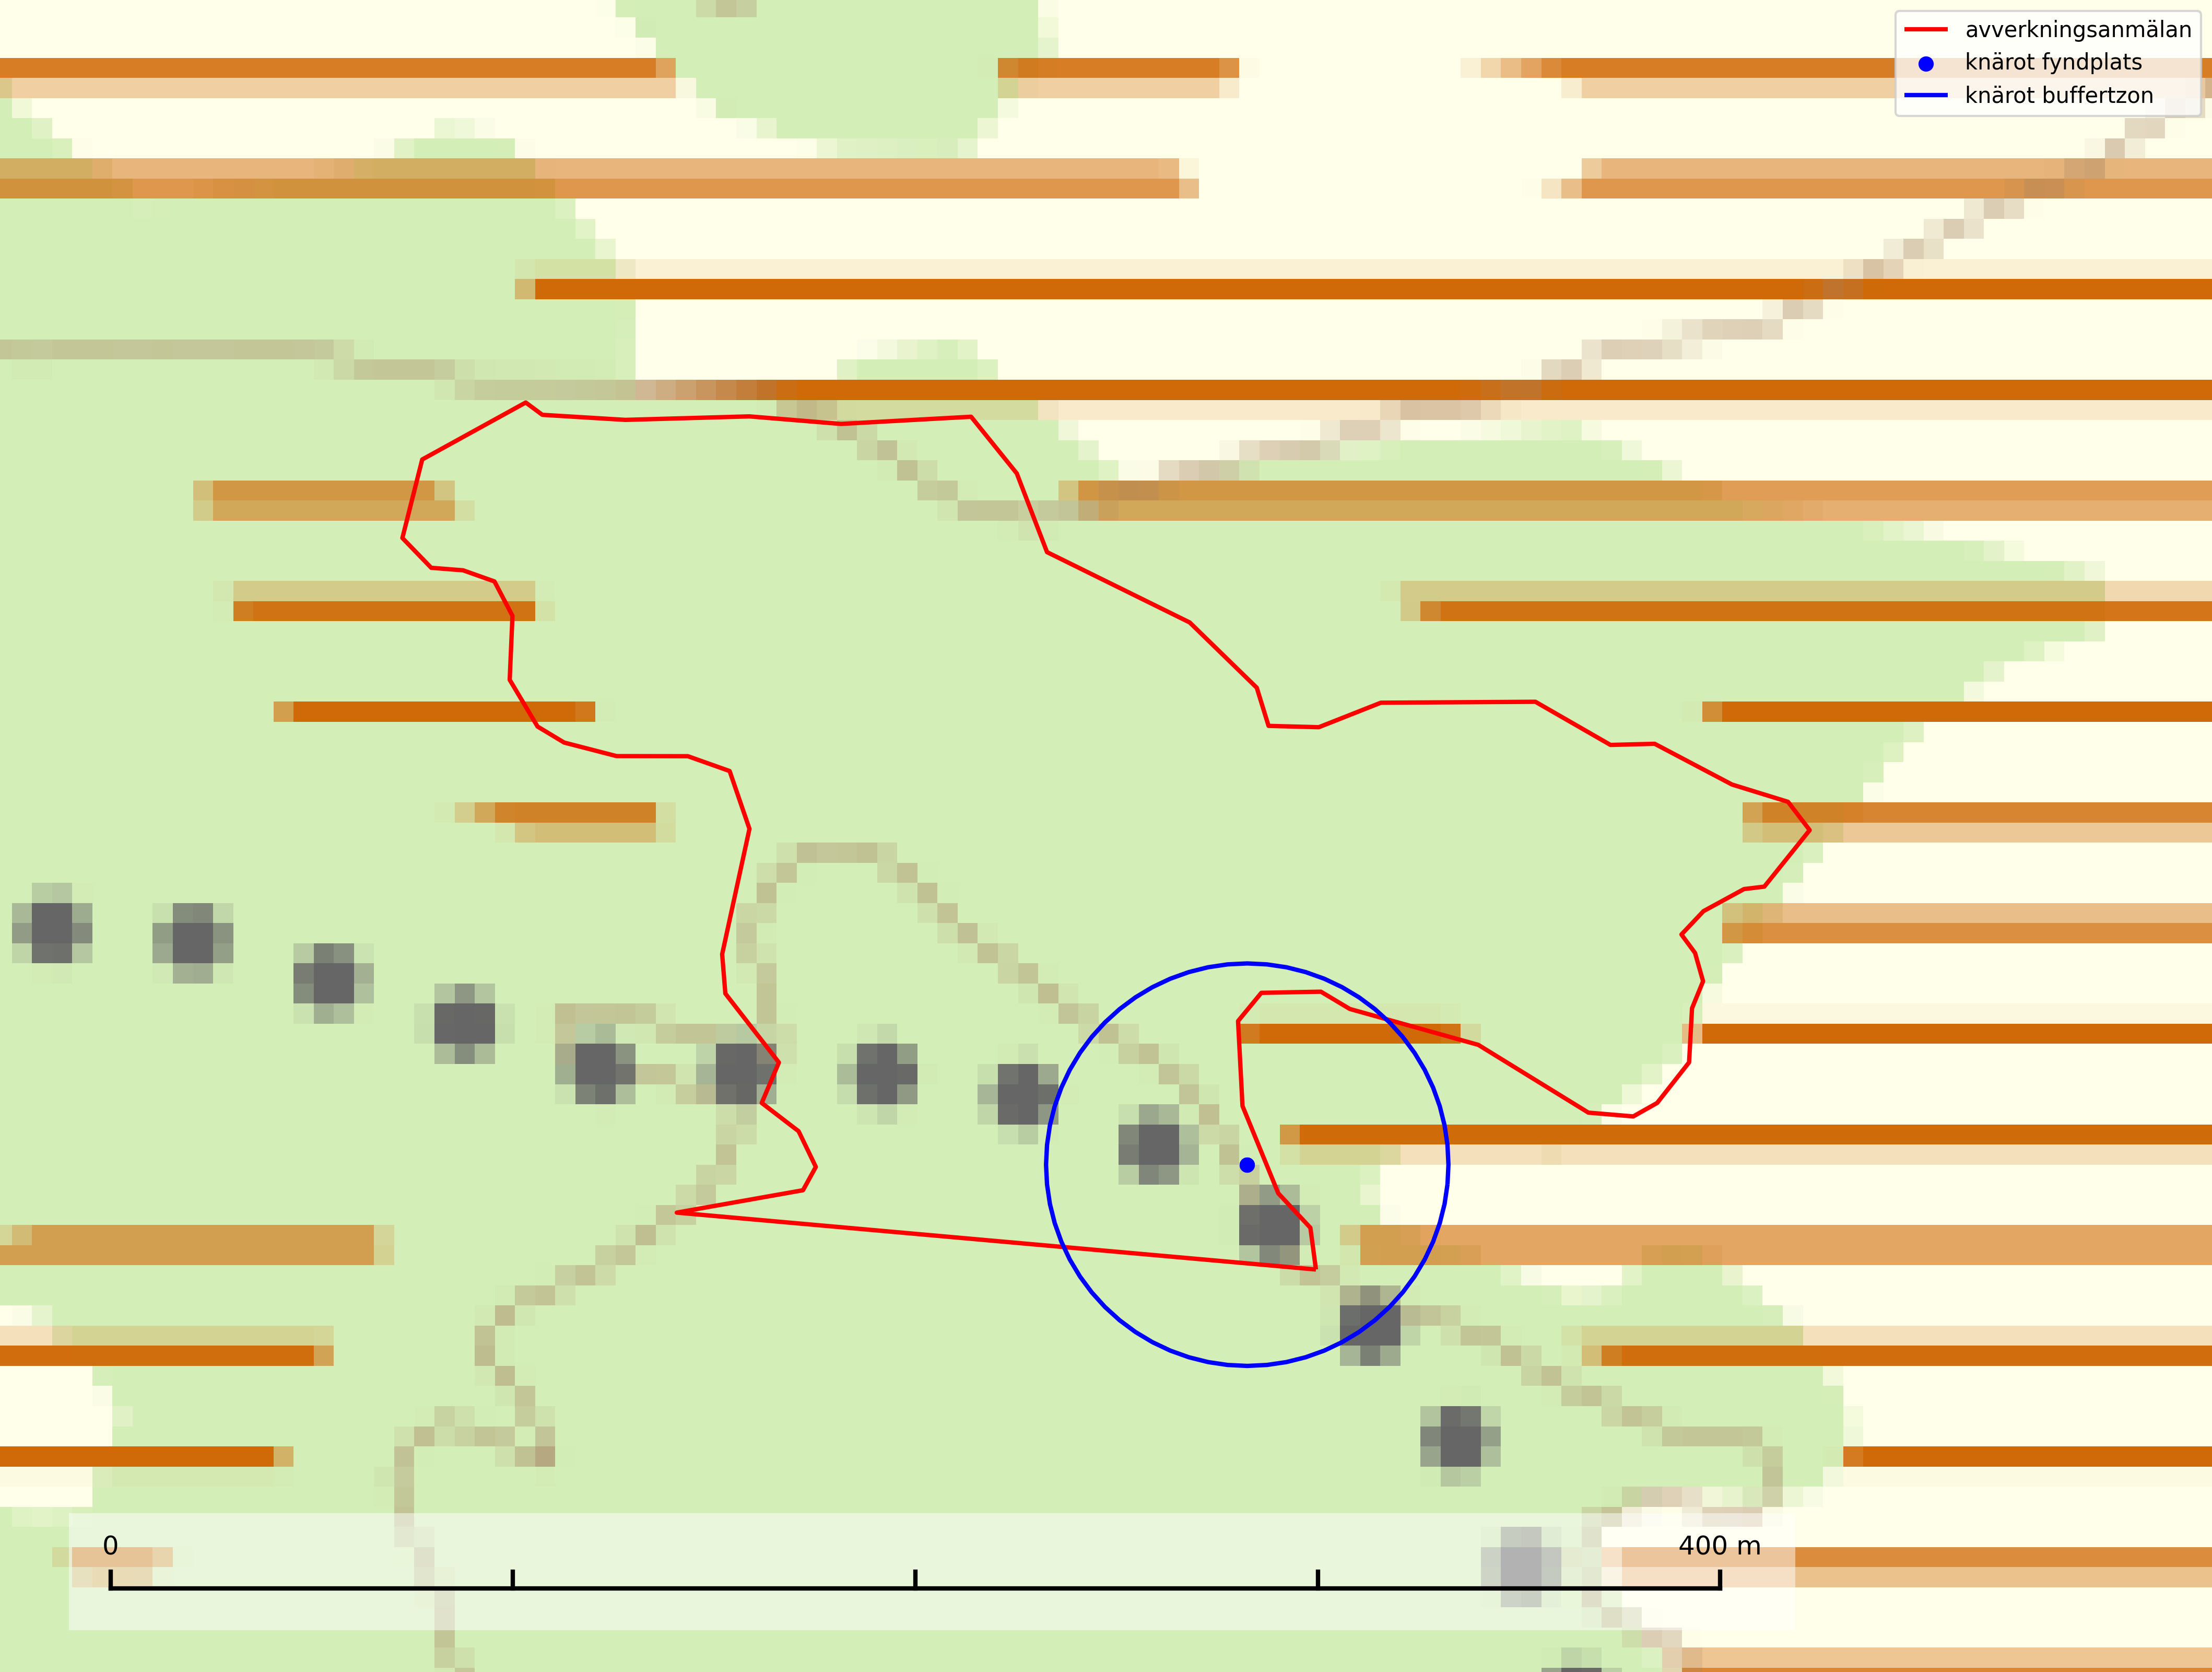 avverkningsanmälan
knärot fyndplats
knärot buffertzon
0 400 m